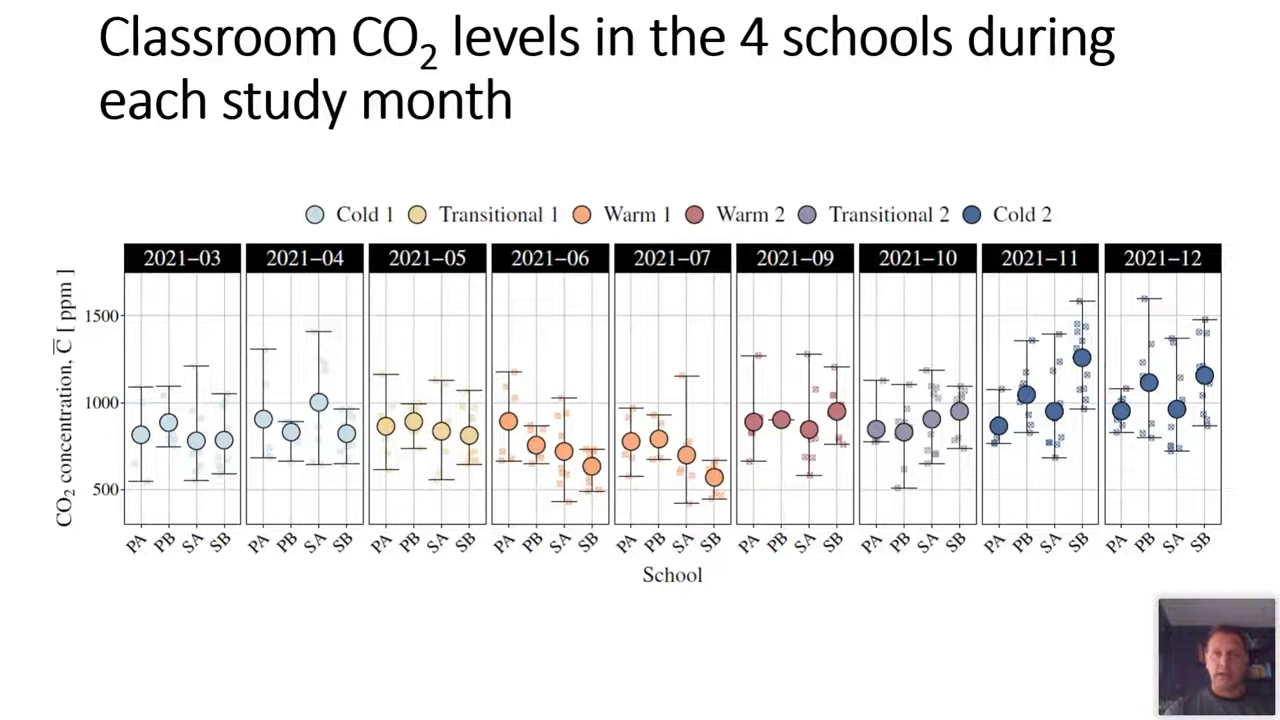 Classroom CO₂ levels in the 4 schools during
each study month
Cold 1 Transitional 1 Warm 1 Warm 2 Transitional 2 Cold 2
2021−03 2021−04 2021−05 2021−06 2021−07 2021−09 2021−10 2021−11 2021−12
CO₂ concentration, C̅ [ ppm ]
1500
1000
500
PA PB SA SB PA PB SA SB PA PB SA SB PA PB SA SB PA PB SA SB PA PB SA SB PA PB SA SB PA PB SA SB PA PB SA SB
School